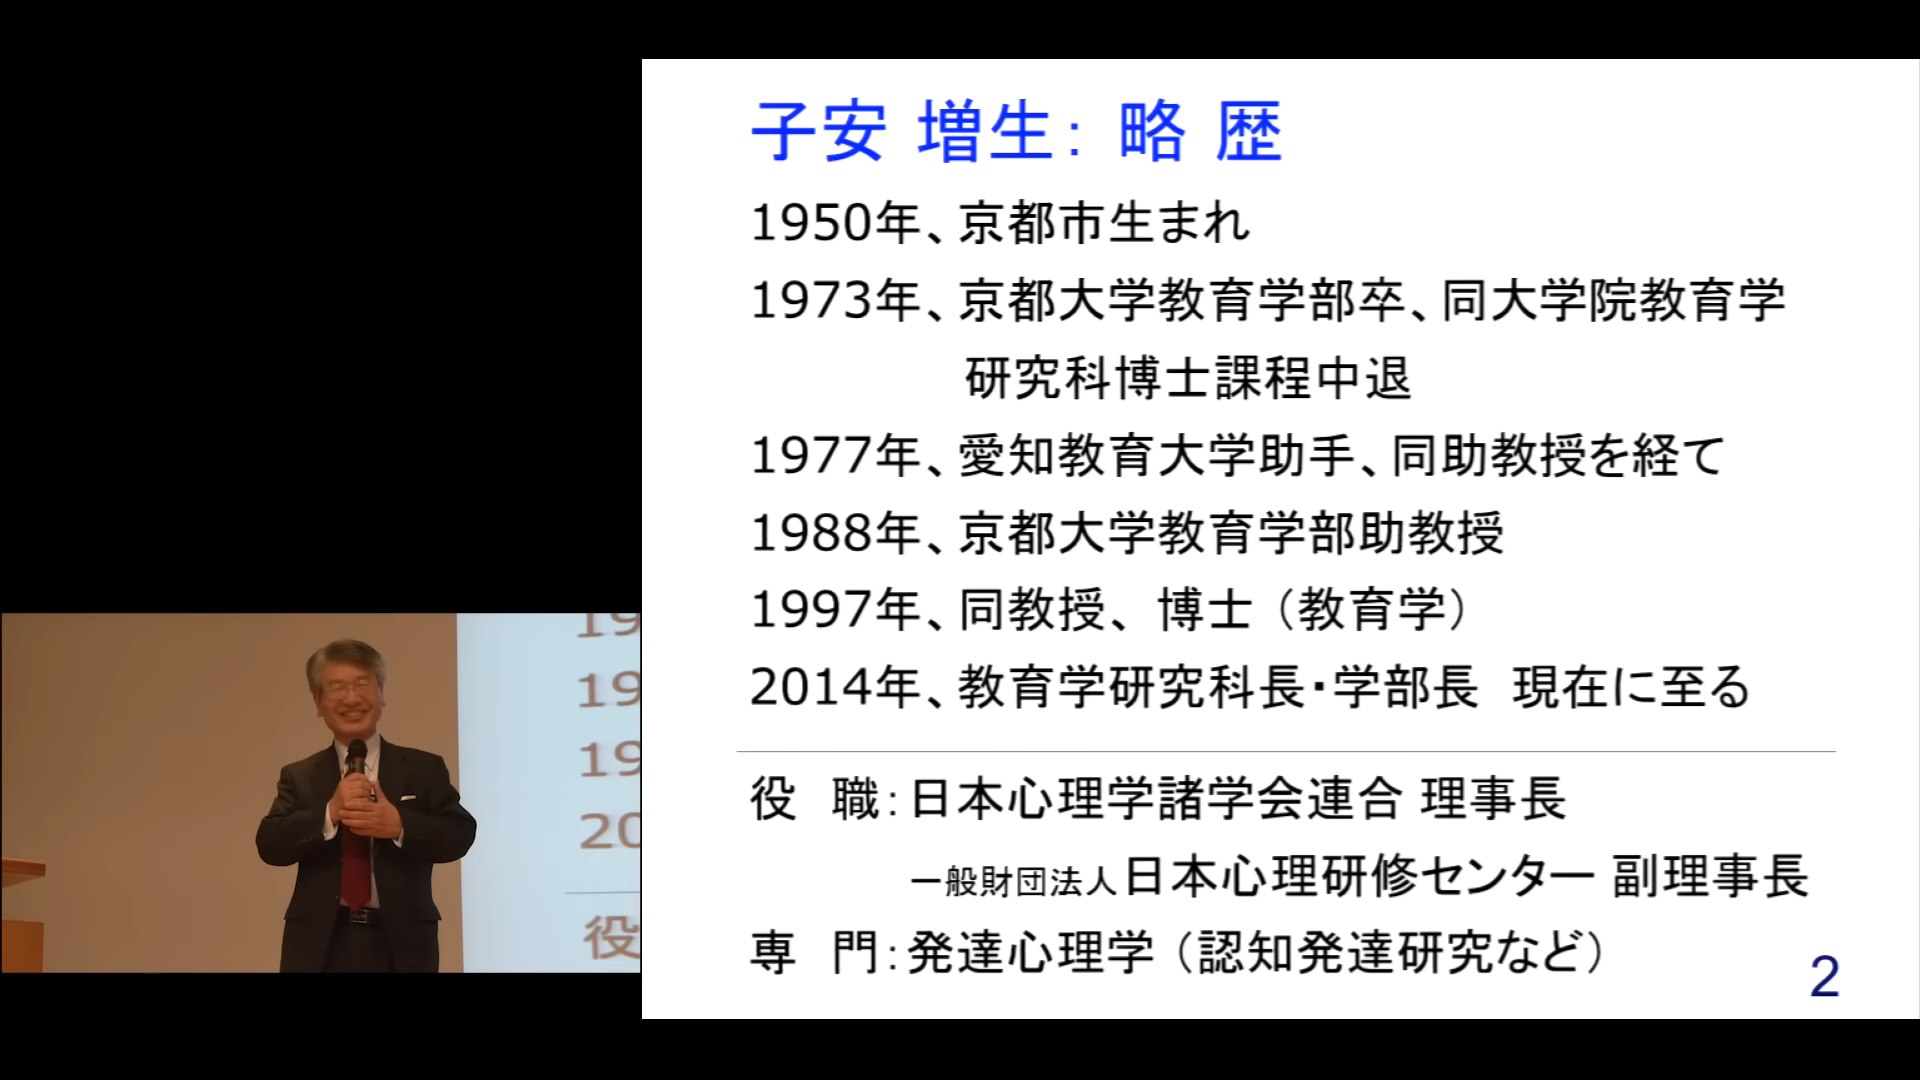 子安 増生: 略 歴
1950年、京都市生まれ
1973年、京都大学教育学部卒、同大学院教育学
研究科博士課程中退
1977年、愛知教育大学助手、同助教授を経て
1988年、京都大学教育学部助教授
1997年、同教授、博士（教育学）
2014年、教育学研究科長・学部長 現在に至る
役 職:日本心理学諸学会連合 理事長
一般財団法人日本心理研修センター 副理事長
専 門:発達心理学（認知発達研究など）
2
19
19
19
20
役